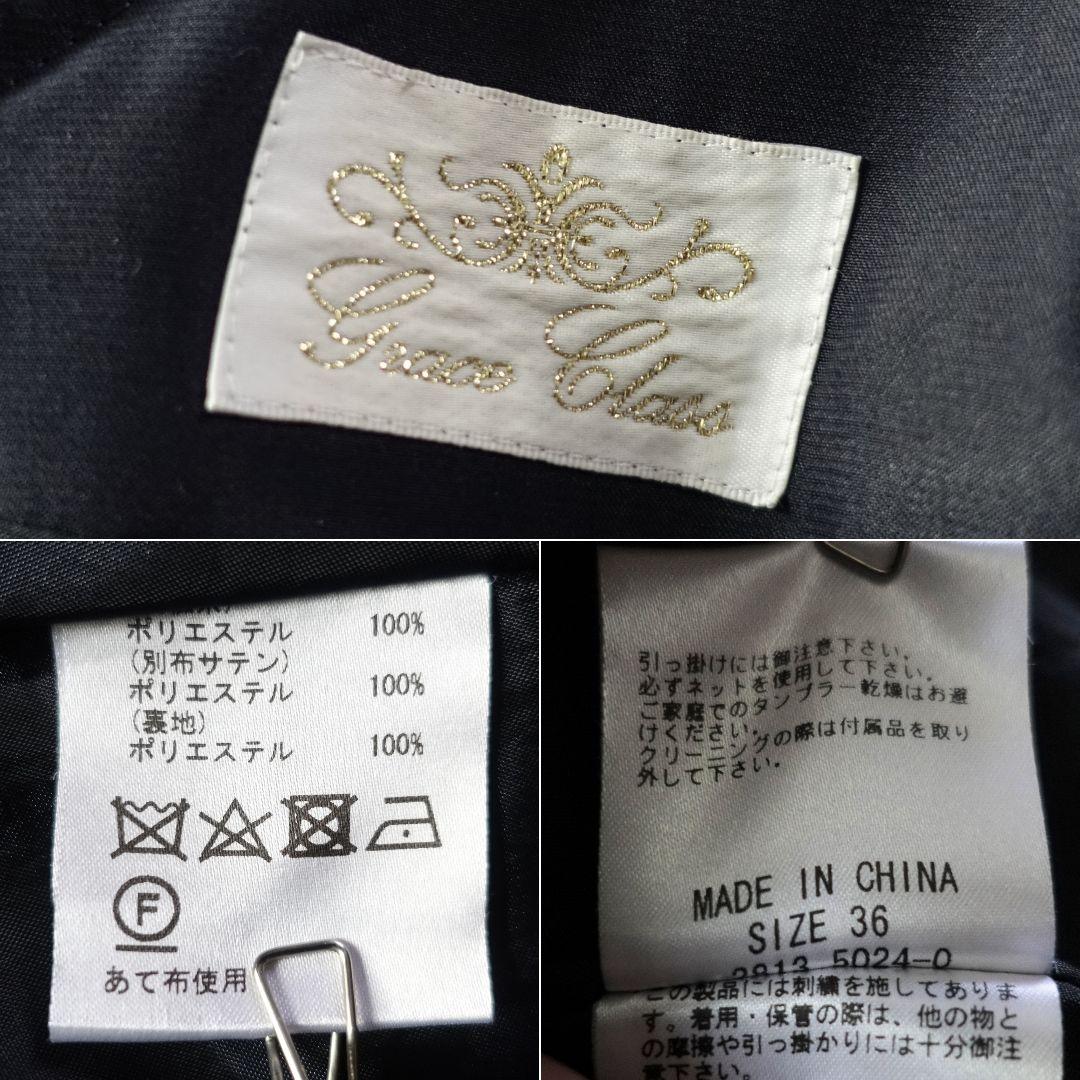 Grace Class
ポリエステル 100%
(別布サテン)
ポリエステル 100%
(裏地)
ポリエステル 100%
F
あて布使用
引っ掛けには御注意下さい。
必ずネットを使用して下さい。
ご家庭でのタンブラー乾燥はお避
けください。
クリーニングの際は付属品を取り
外して下さい。
MADE IN CHINA
SIZE 36
5024-0
この製品には刺繍を施してありま
す。着用・保管の際は、他の物と
の摩擦や引っ掛かりには十分御注
意下さい。